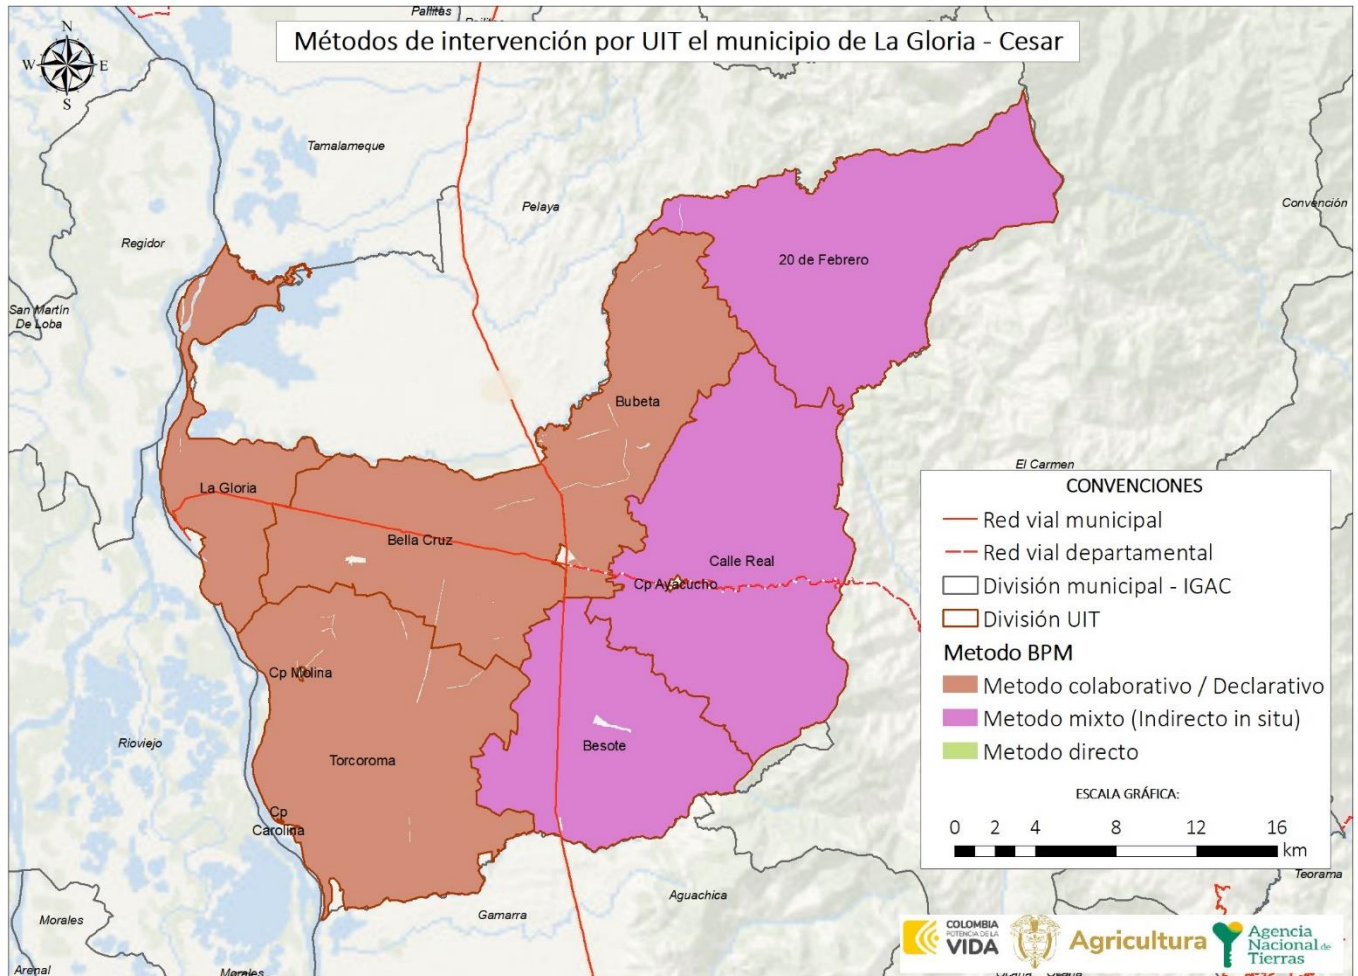 Métodos de intervención por UIT el municipio de La Gloria - Cesar
N
W
E
S
Pailitas
Tamalameque
Pelaya
Regidor
Convención
San Martín
De Loba
20 de Febrero
Bubeta
El Carmen
La Gloria
Bella Cruz
Calle Real
Cp Ayacucho
Cp Molina
Rioviejo
Torcoroma
Besote
Cp
Carolina
Aguachica
Gamarra
Morales
Arenal
Morales
Teorama
CONVENCIONES
Red vial municipal
Red vial departamental
División municipal - IGAC
División UIT
Metodo BPM
Metodo colaborativo / Declarativo
Metodo mixto (Indirecto in situ)
Metodo directo
ESCALA GRÁFICA:
0 2 4 8 12 16
km
COLOMBIA
POTENCIA DE LA
VIDA
Agricultura
Agencia
Nacional de
Tierras